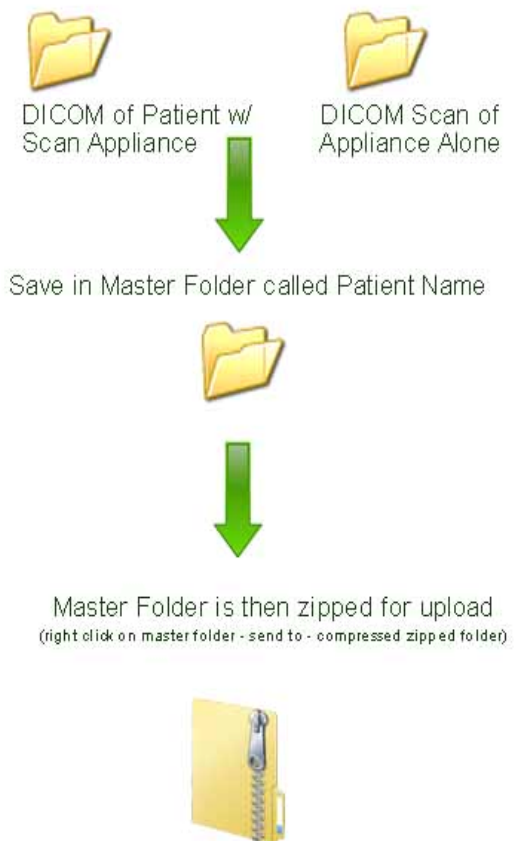 DICOM of Patient w/
Scan Appliance
DICOM Scan of
Appliance Alone
Save in Master Folder called Patient Name
Master Folder is then zipped for upload
(right click on master folder - send to - compressed zipped folder)